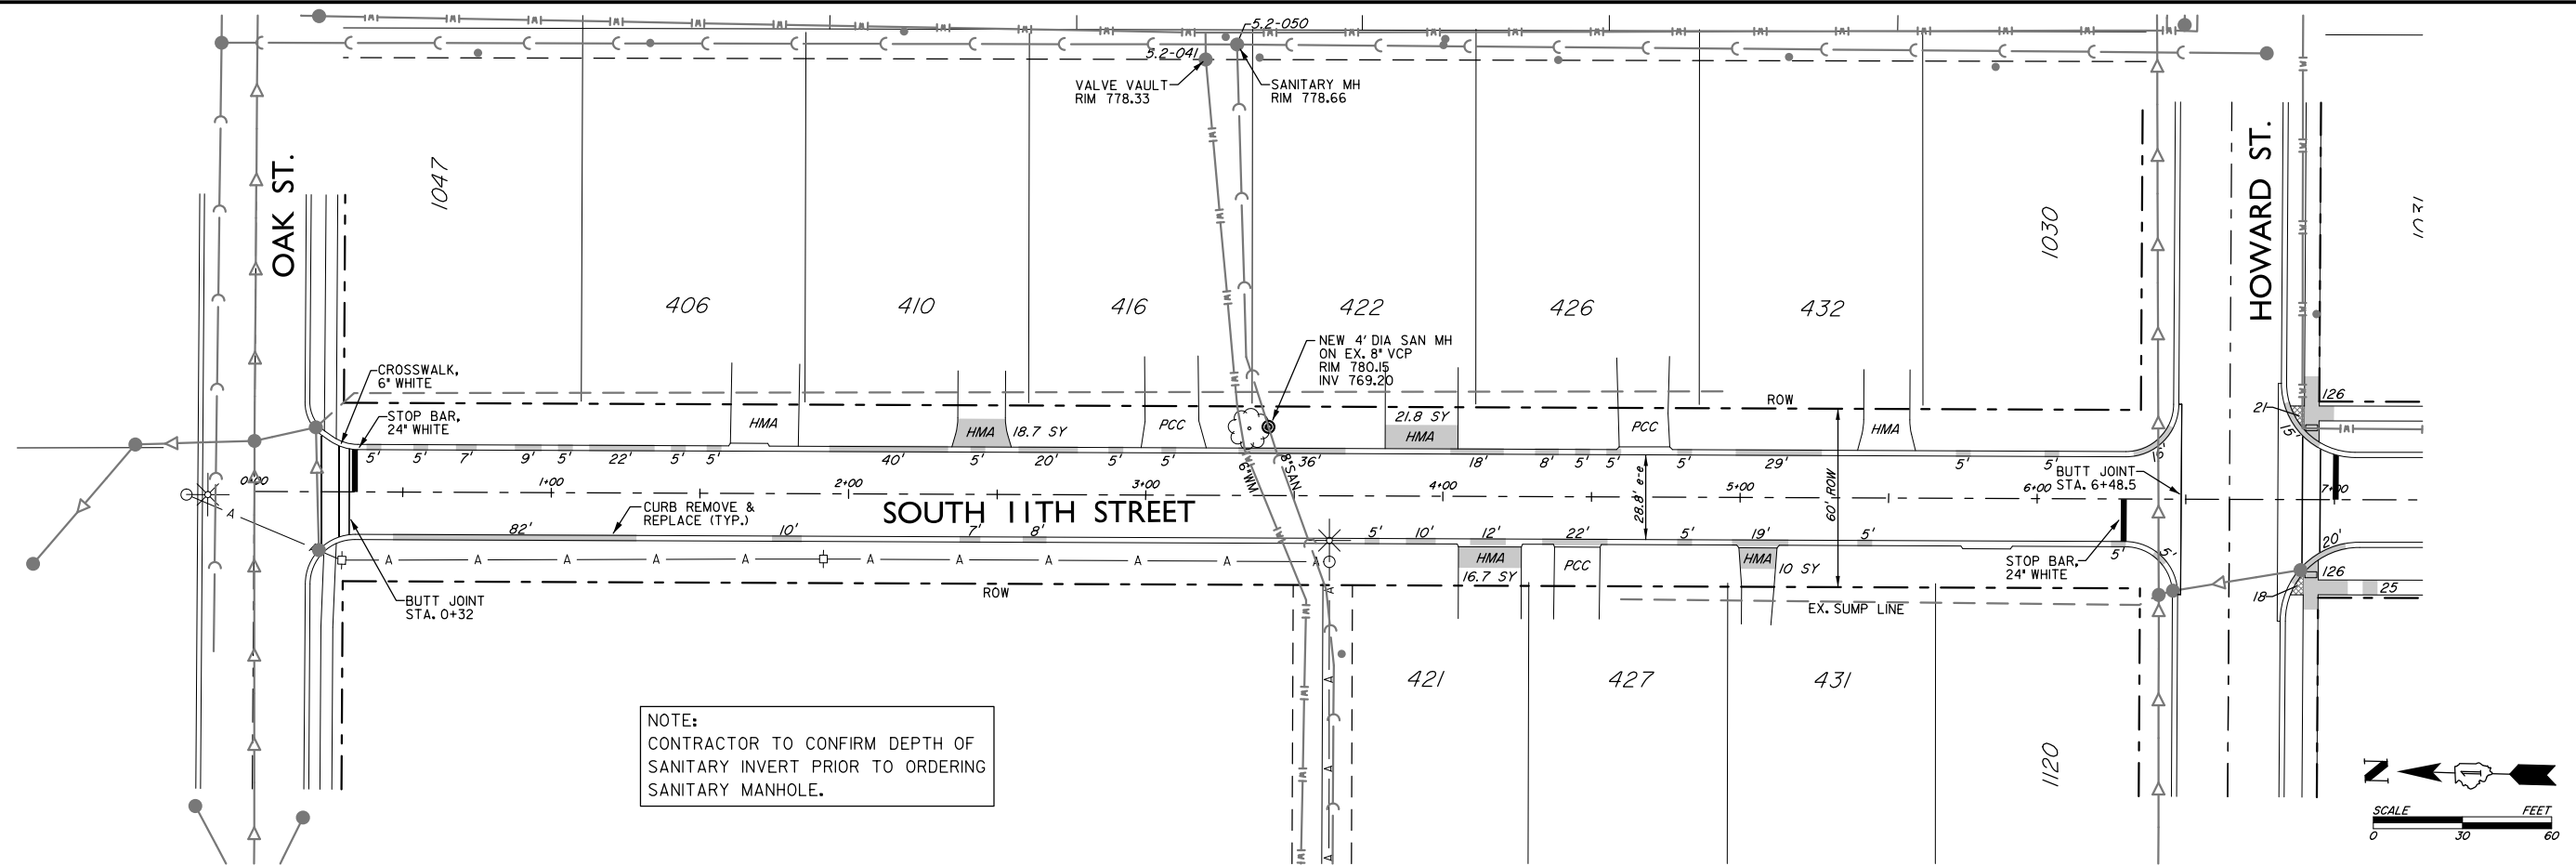 5.2-050
5.2-041
VALVE VAULT
RIM 778.33
SANITARY MH
RIM 778.66
OAK ST.
HOWARD ST.
1047
1030
1031
406
410
416
422
426
432
NEW 4' DIA SAN MH
ON EX. 8" VCP
RIM 780.15
INV 769.20
CROSSWALK,
6" WHITE
STOP BAR,
24" WHITE
HMA
HMA
18.7 SY
PCC
21.8 SY
HMA
PCC
HMA
ROW
126
21
15'
5' 5' 7' 9' 5' 22' 5' 5' 40' 5' 20' 5' 5' 36' 18' 8' 5' 5' 5' 29' 5' 5' 15'
6"WM
8"SAN
0+00 1+00 2+00 3+00 4+00 5+00 6+00 7+00
28.8' e-e
60' ROW
BUTT JOINT
STA. 6+48.5
CURB REMOVE &
REPLACE (TYP.)
SOUTH 11TH STREET
82' 10' 7' 8' 5' 10' 12' 22' 5' 19' 5' 5' 5' 20'
A A A A A A A A A A A A
HMA
16.7 SY
PCC
HMA
10 SY
STOP BAR,
24" WHITE
126
18
25
BUTT JOINT
STA. 0+32
ROW
EX. SUMP LINE
421
427
431
1120
A
A
A
A
NOTE:
CONTRACTOR TO CONFIRM DEPTH OF
SANITARY INVERT PRIOR TO ORDERING
SANITARY MANHOLE.
N
SCALE FEET
0 30 60